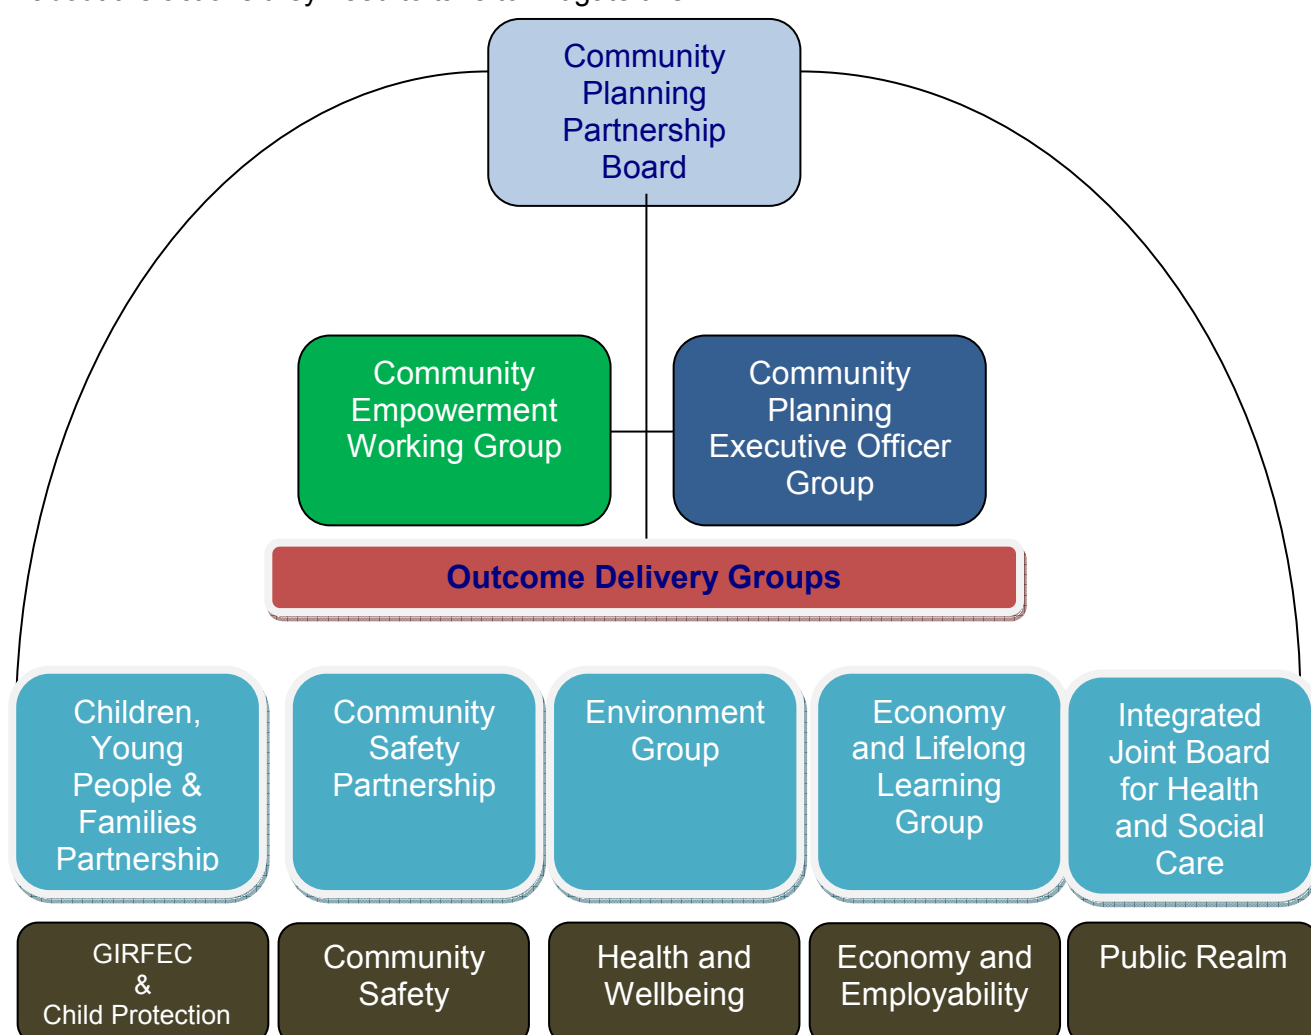 Community
Planning
Partnership
Board
Community
Empowerment
Working Group
Community
Planning
Executive Officer
Group
Outcome Delivery Groups
Children,
Young
People &
Families
Partnership
Community
Safety
Partnership
Environment
Group
Economy
and Lifelong
Learning
Group
Integrated
Joint Board
for Health
and Social
Care
GIRFEC
&
Child Protection
Community
Safety
Health and
Wellbeing
Economy and
Employability
Public Realm